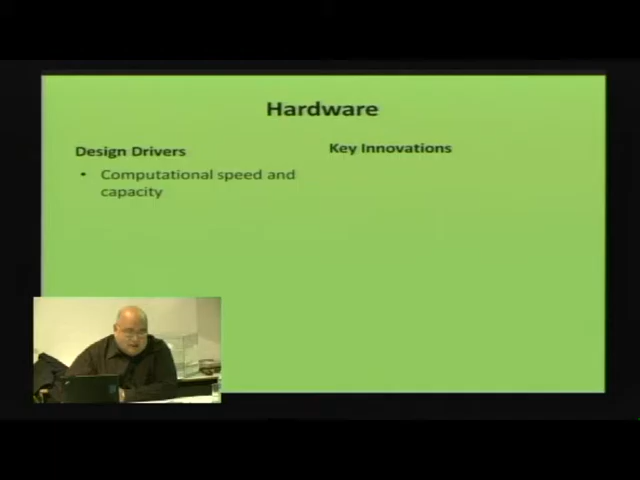 Hardware
Design Drivers
• Computational speed and
capacity
Key Innovations